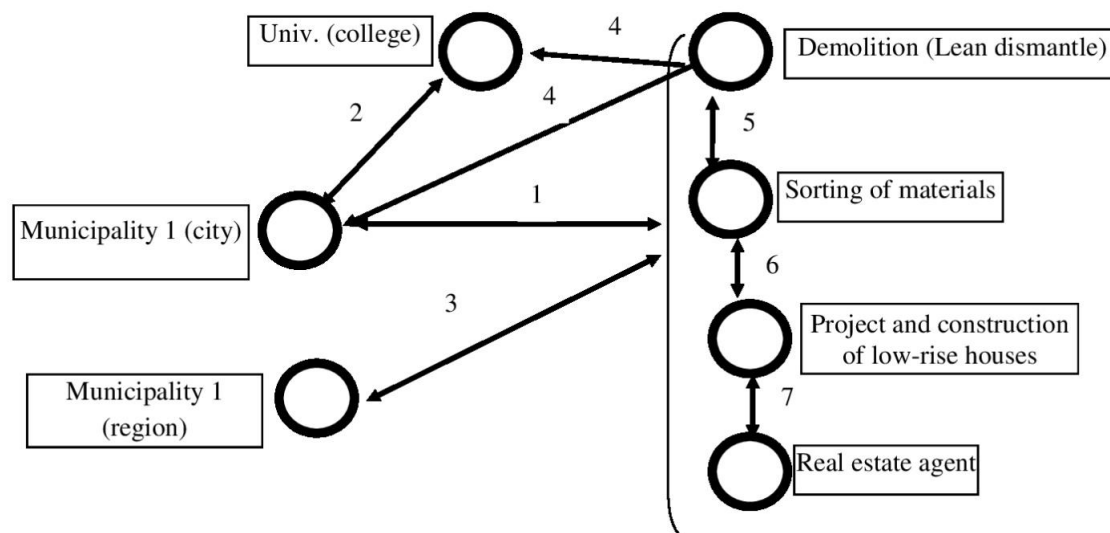 Univ. (college)
4
Demolition (Lean dismantle)
2
4
5
1
Sorting of materials
Municipality 1 (city)
6
3
Project and construction
of low-rise houses
Municipality 1
(region)
7
Real estate agent